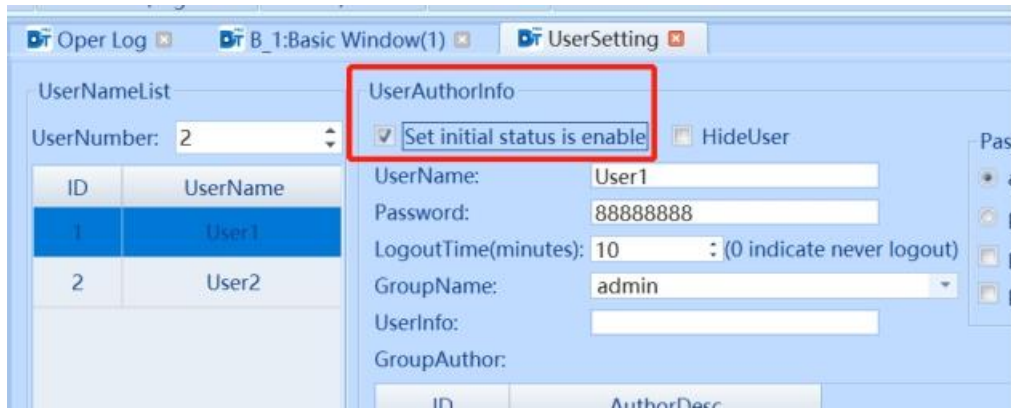 Oper Log
B_1:Basic Window(1)
UserSetting
UserNameList
UserNumber: 2
ID UserName
1 User1
2 User2
UserAuthorInfo
Set initial status is enable
HideUser
UserName: User1
Password: 88888888
LogoutTime(minutes): 10 (0 indicate never logout)
GroupName: admin
UserInfo:
GroupAuthor:
ID AuthorDesc